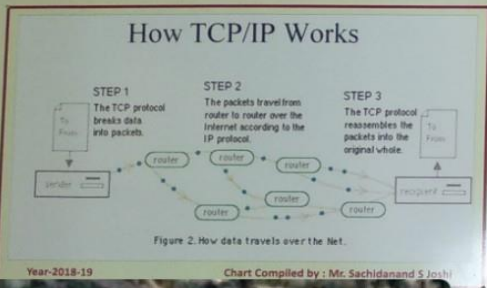 How TCP/IP Works
STEP 1
The TCP protocol
breaks data
into packets.
STEP 2
The packets travel from
router to router over the
Internet according to the
IP protocol.
STEP 3
The TCP protocol
reassembles the
packets into the
original whole.
To
From
To
From
sender
router
router
router
router
router
router
recipient
Figure 2. How data travels over the Net.
Year-2018-19
Chart Compiled by : Mr. Sachidanand S Joshi